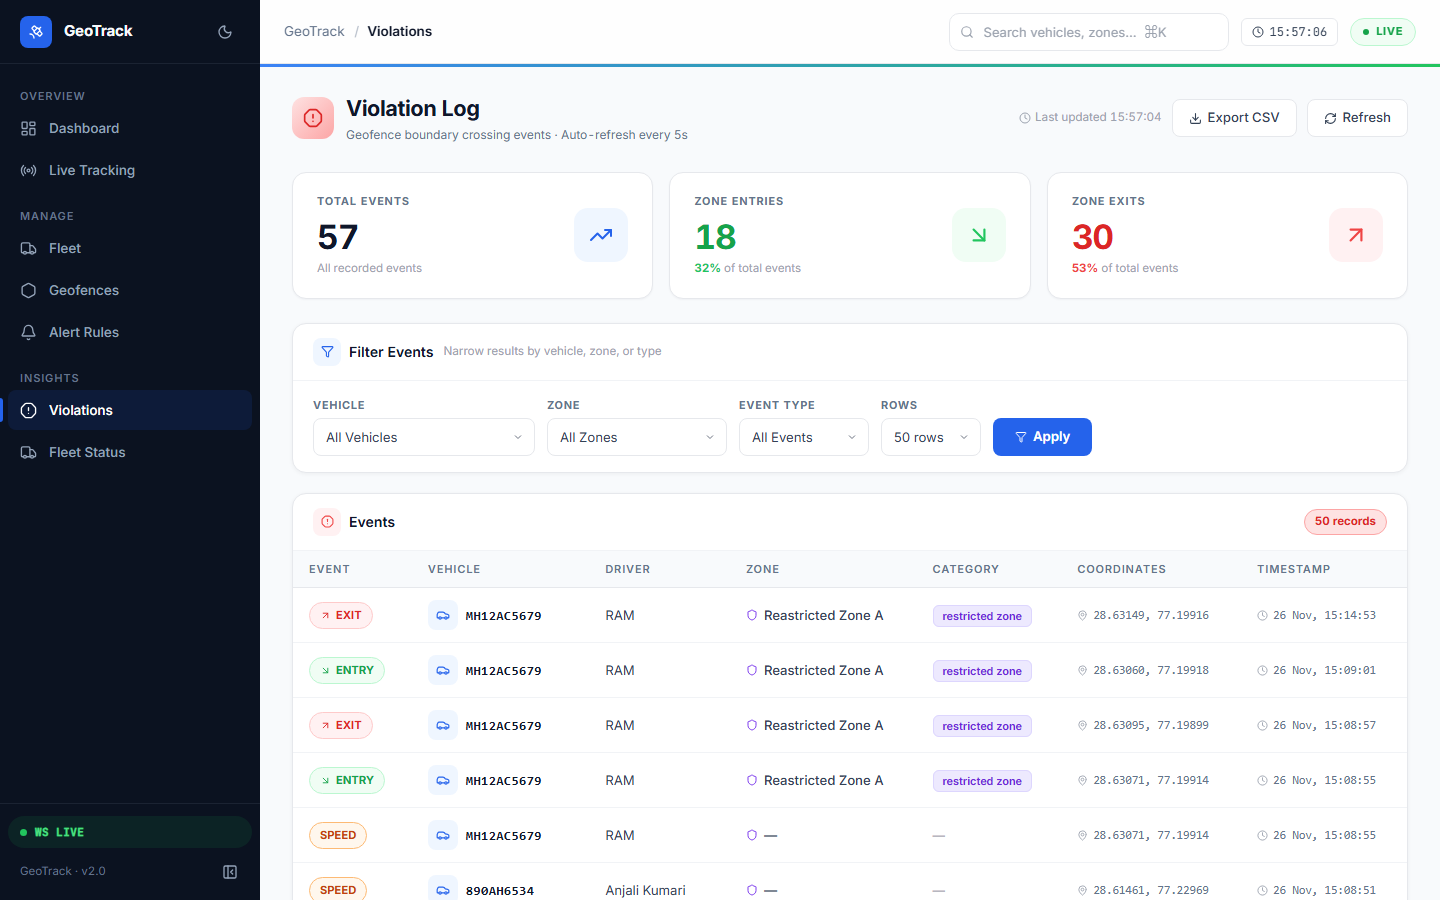 GeoTrack
OVERVIEW
Dashboard
Live Tracking
MANAGE
Fleet
Geofences
Alert Rules
INSIGHTS
Violations
Fleet Status
WS LIVE
GeoTrack · v2.0
GeoTrack / Violations
Search vehicles, zones... ⌘K
15:57:06
LIVE
Violation Log
Geofence boundary crossing events · Auto-refresh every 5s
Last updated 15:57:04
Export CSV
Refresh
TOTAL EVENTS
57
All recorded events
ZONE ENTRIES
18
32% of total events
ZONE EXITS
30
53% of total events
Filter Events Narrow results by vehicle, zone, or type
VEHICLE ZONE EVENT TYPE ROWS
All Vehicles All Zones All Events 50 rows Apply
Events 50 records
EVENT VEHICLE DRIVER ZONE CATEGORY COORDINATES TIMESTAMP
EXIT MH12AC5679 RAM Reastricted Zone A restricted zone 28.63149, 77.19916 26 Nov, 15:14:53
ENTRY MH12AC5679 RAM Reastricted Zone A restricted zone 28.63060, 77.19918 26 Nov, 15:09:01
EXIT MH12AC5679 RAM Reastricted Zone A restricted zone 28.63095, 77.19899 26 Nov, 15:08:57
ENTRY MH12AC5679 RAM Reastricted Zone A restricted zone 28.63071, 77.19914 26 Nov, 15:08:55
SPEED MH12AC5679 RAM — — 28.63071, 77.19914 26 Nov, 15:08:55
SPEED 890AH6534 Anjali Kumari — — 28.61461, 77.22969 26 Nov, 15:08:51